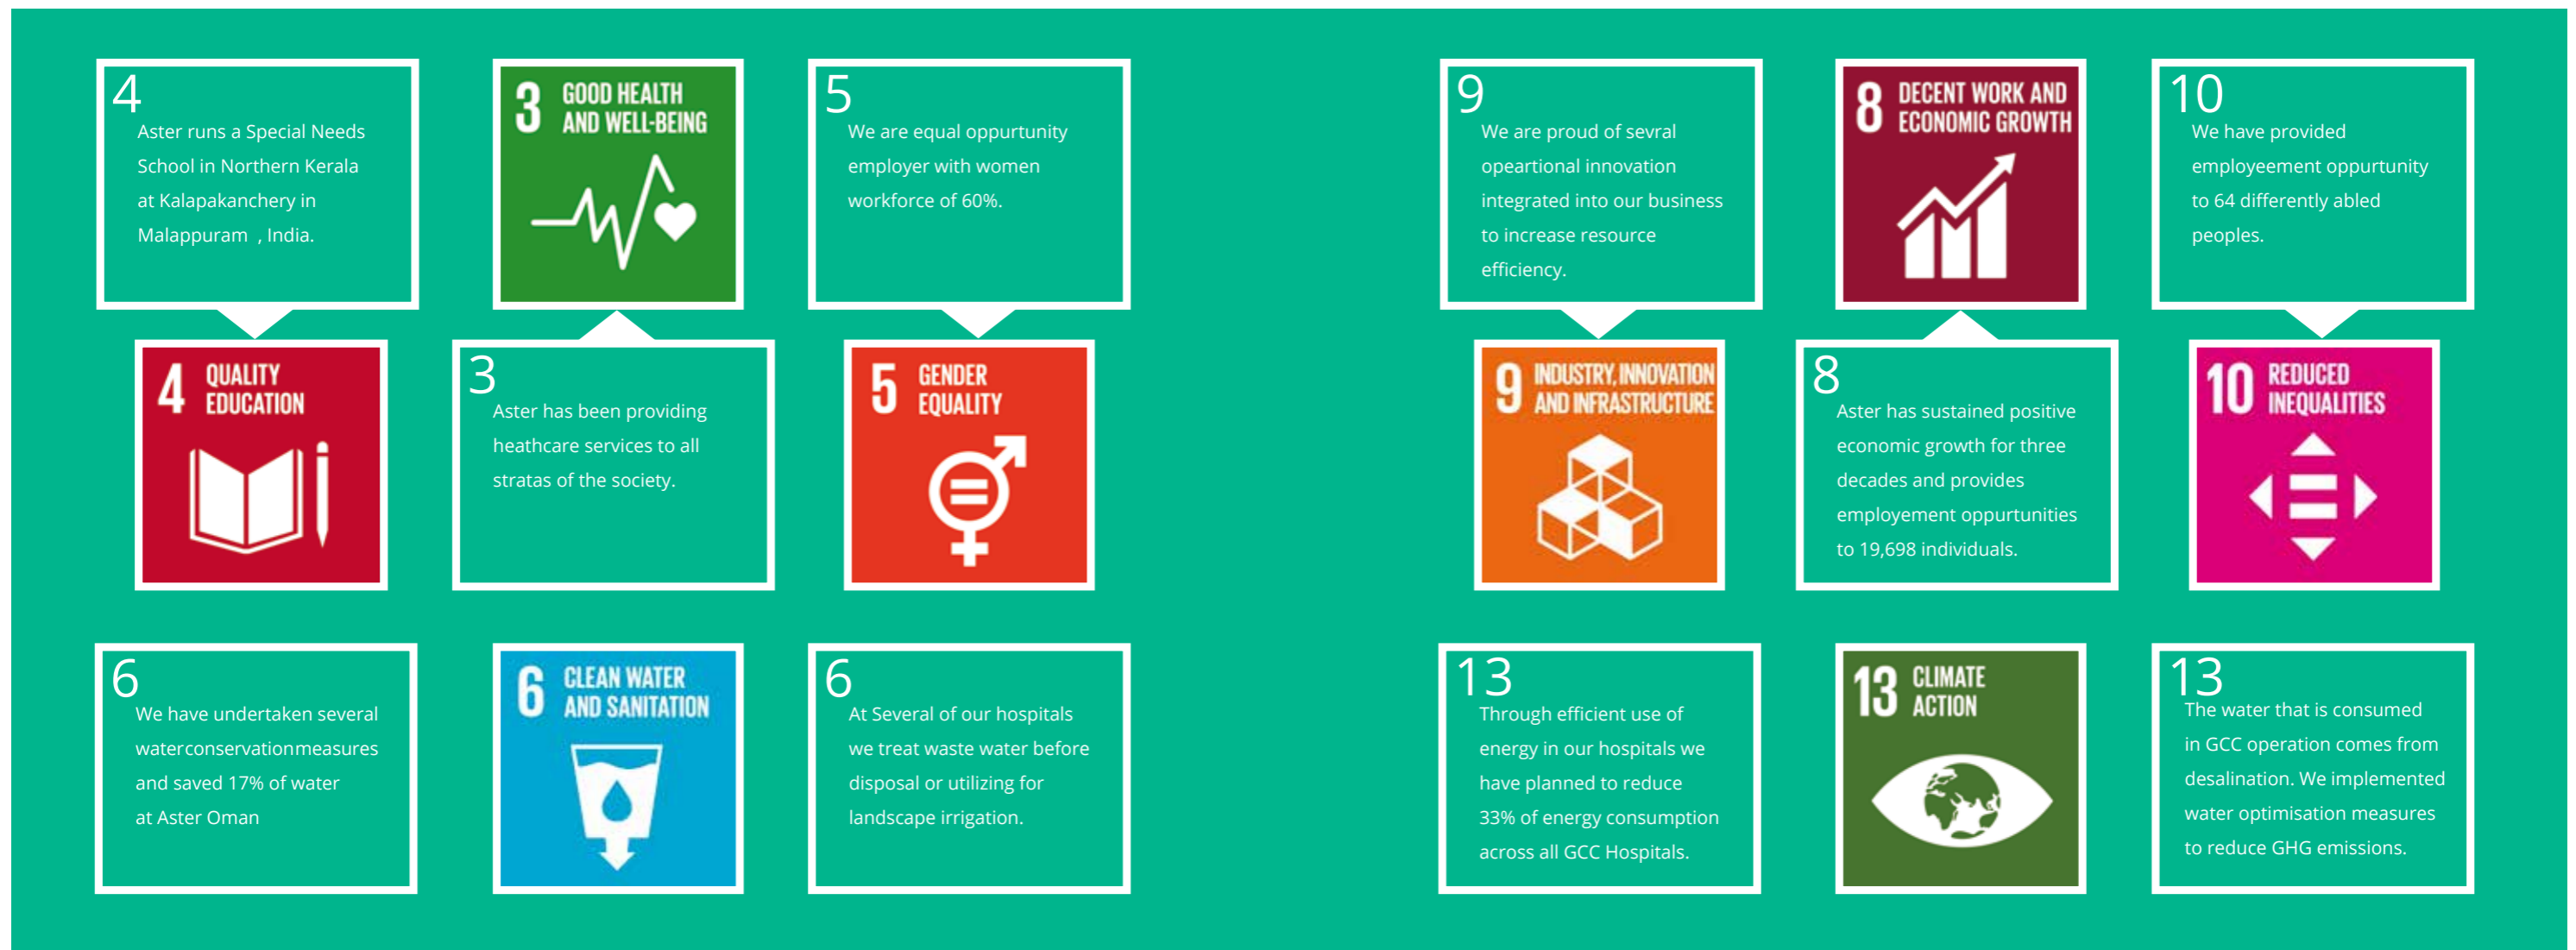 4
Aster runs a Special Needs
School in Northern Kerala
at Kalapakanchery in
Malappuram , India.
3 GOOD HEALTH
AND WELL-BEING
5
We are equal oppurtunity
employer with women
workforce of 60%.
4 QUALITY
EDUCATION
3
Aster has been providing
heathcare services to all
stratas of the society.
5 GENDER
EQUALITY
6
We have undertaken several
waterconservationmeasures
and saved 17% of water
at Aster Oman
6 CLEAN WATER
AND SANITATION
6
At Several of our hospitals
we treat waste water before
disposal or utilizing for
landscape irrigation.
9
We are proud of sevral
opeartional innovation
integrated into our business
to increase resource
efficiency.
8 DECENT WORK AND
ECONOMIC GROWTH
10
We have provided
employeement oppurtunity
to 64 differently abled
peoples.
9 INDUSTRY, INNOVATION
AND INFRASTRUCTURE
8
Aster has sustained positive
economic growth for three
decades and provides
employement oppurtunities
to 19,698 individuals.
10 REDUCED
INEQUALITIES
13
Through efficient use of
energy in our hospitals we
have planned to reduce
33% of energy consumption
across all GCC Hospitals.
13 CLIMATE
ACTION
13
The water that is consumed
in GCC operation comes from
desalination. We implemented
water optimisation measures
to reduce GHG emissions.